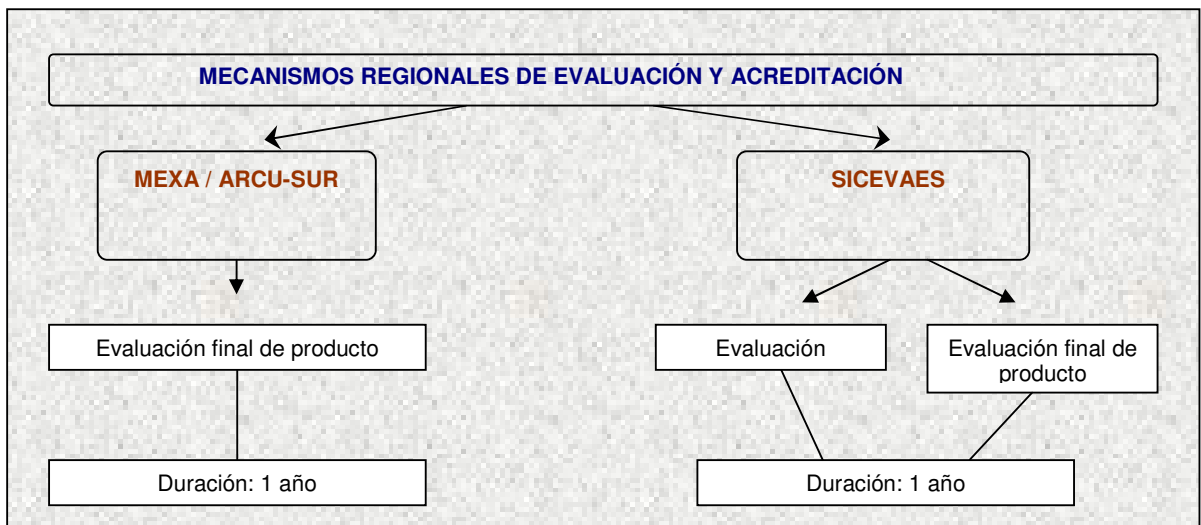 MECANISMOS REGIONALES DE EVALUACIÓN Y ACREDITACIÓN
MEXA / ARCU-SUR
SICEVAES
Evaluación final de producto
Evaluación
Evaluación final de
producto
Duración: 1 año
Duración: 1 año